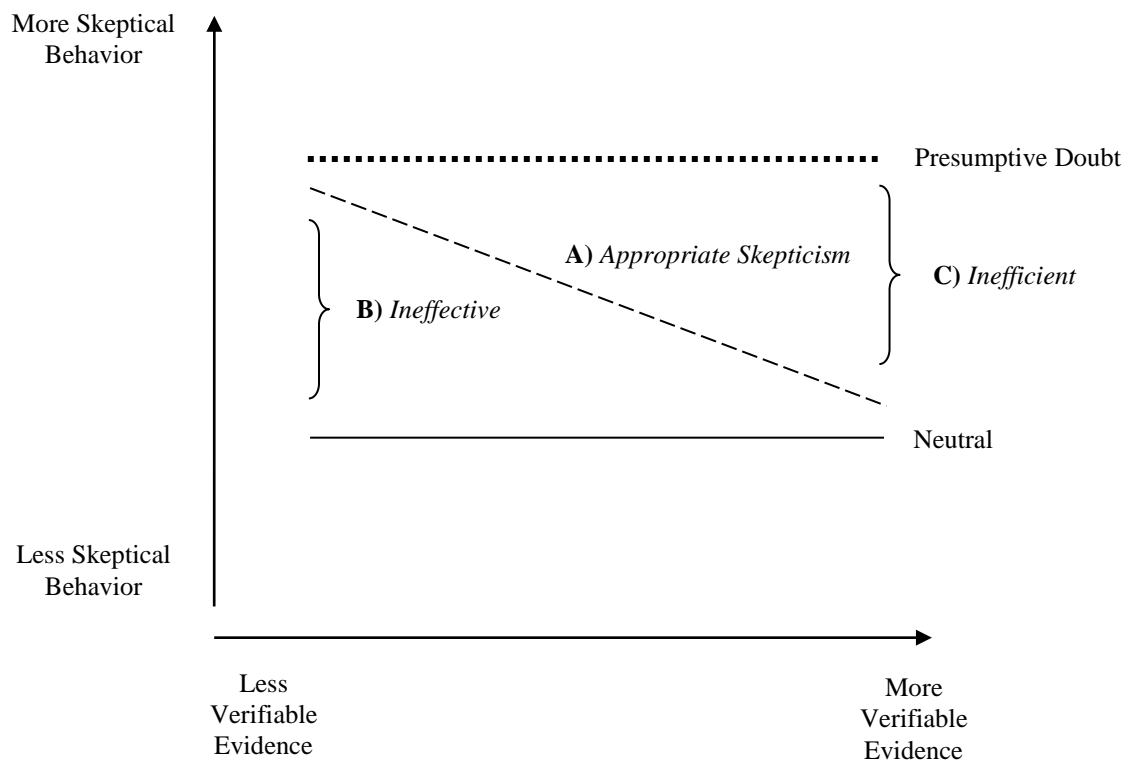 More Skeptical
Behavior
Presumptive Doubt
A) Appropriate Skepticism
C) Inefficient
B) Ineffective
Neutral
Less Skeptical
Behavior
Less
Verifiable
Evidence
More
Verifiable
Evidence